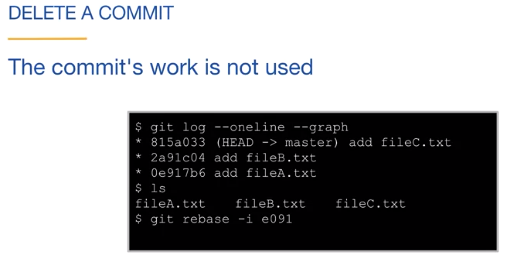 DELETE A COMMIT
The commit's work is not used
$ git log --oneline --graph
* 815a033 (HEAD -> master) add fileC.txt
* 2a91c04 add fileB.txt
* 0e917b6 add fileA.txt
$ ls
fileA.txt fileB.txt fileC.txt
$ git rebase -i e091